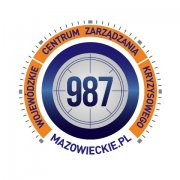 WOJEWÓDZKIE CENTRUM ZARZĄDZANIA KRYZYSOWEGO
987
MAZOWIECKIE.PL